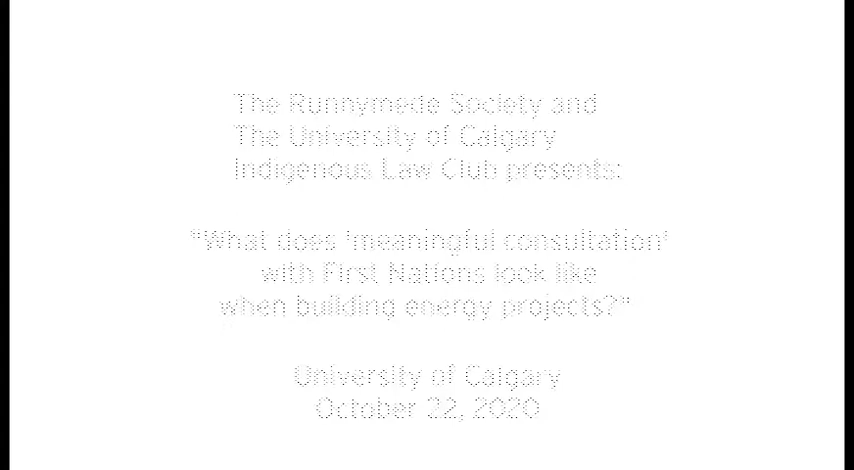 The Runnymede Society and
The University of Calgary
Indigenous Law Club presents:
"What does 'meaningful consultation'
with First Nations look like
when building energy projects?"
University of Calgary
October 22, 2020